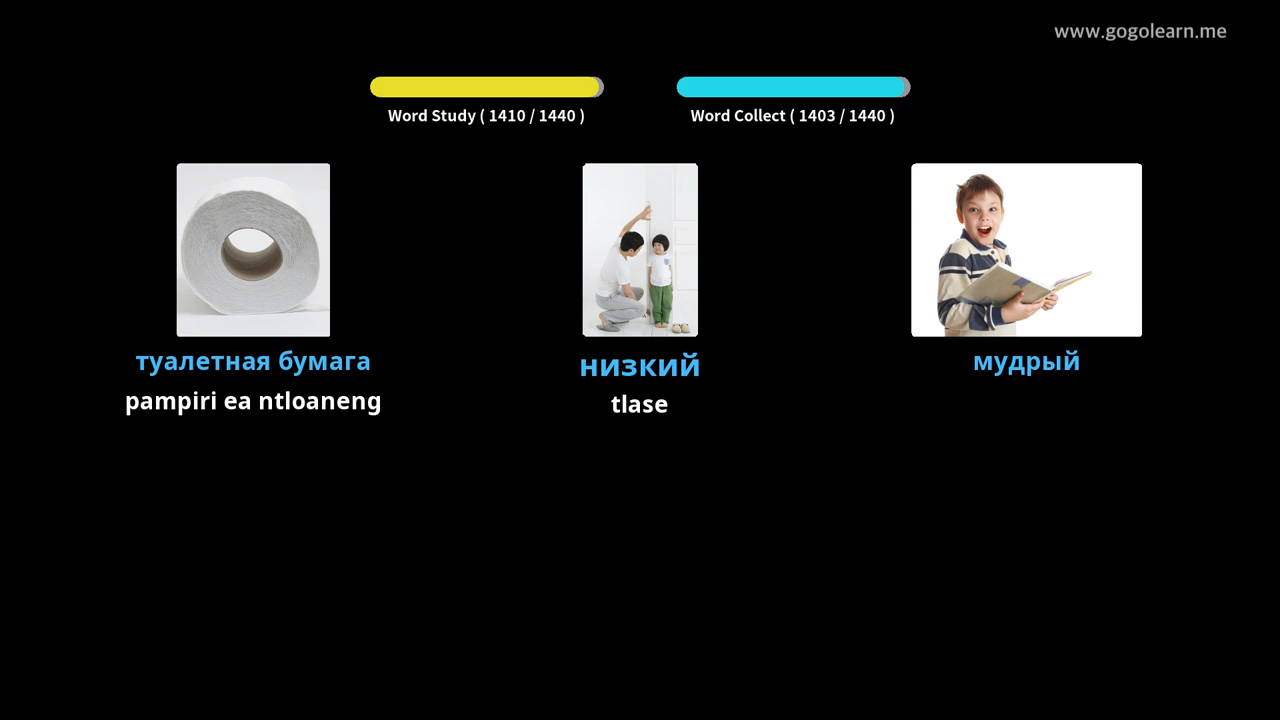 www.gogolearn.me
Word Study ( 1410 / 1440 )
Word Collect ( 1403 / 1440 )
туалетная бумага
pampiri ea ntloaneng
низкий
tlase
мудрый